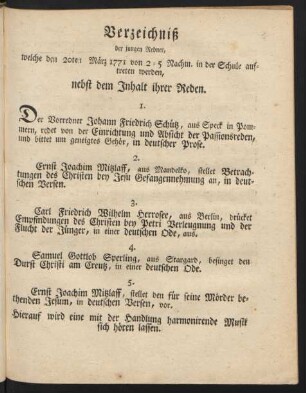 Verzeichniß
der jungen Redner,
welche den 20ten März 1771 von 2-5 Nachm. in der Schule auf-
treten werden,
nebst dem Inhalt ihrer Reden.
1.
Der Vorredner Johann Friedrich Schütz, aus Speck in Pom-
mern, redet von der Einrichtung und Absicht der Passionsreden,
und bittet um geneigtes Gehör, in deutscher Prose.
2.
Ernst Joachim Mitzlaff, aus Mandelko, stellet Betrach-
tungen des Christen bey Jesu Gefangennehmung an, in deut-
schen Versen.
3.
Carl Friedrich Wilhelm Herroser, aus Berlin, drücket
Empfindungen des Christen bey Petri Verleugnung und der
Flucht der Jünger, in einer deutschen Ode, aus.
4.
Samuel Gottlob Sperling, aus Stargard, besinget den
Durst Christi am Creutz, in einer deutschen Ode.
5.
Ernst Joachim Mitzlaff, stellet den für seine Mörder be-
thenden Jesum, in deutschen Versen, vor.
Hierauf wird eine mit der Handlung harmonirende Musik
sich hören lassen.